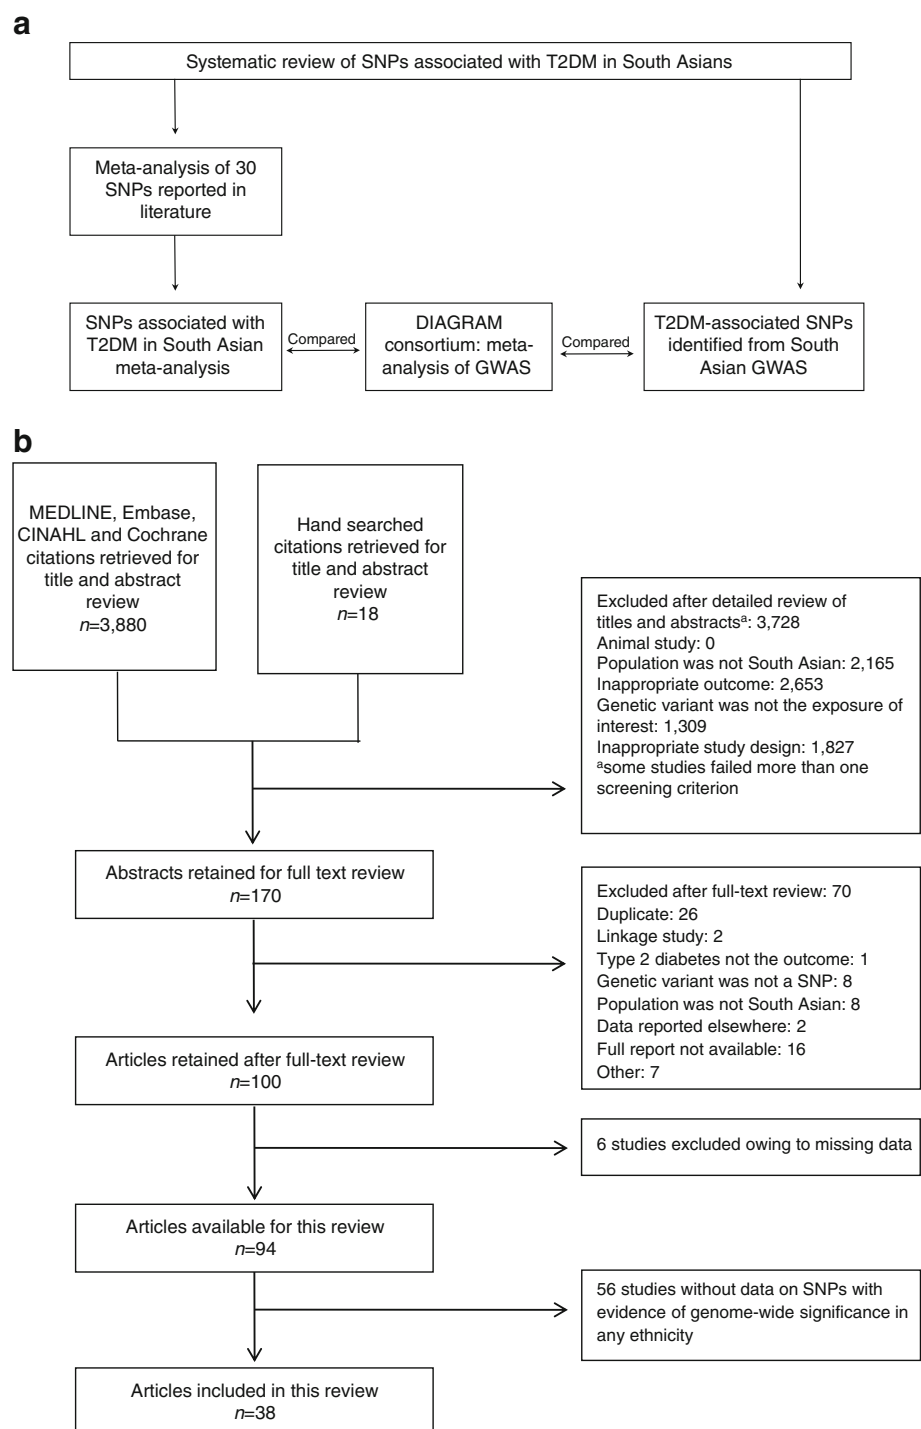 a
Systematic review of SNPs associated with T2DM in South Asians
Meta-analysis of 30
SNPs reported in
literature
SNPs associated with
T2DM in South Asian
meta-analysis
Compared
DIAGRAM
consortium: meta-
analysis of GWAS
Compared
T2DM-associated SNPs
identified from South
Asian GWAS
b
MEDLINE, Embase,
CINAHL and Cochrane
citations retrieved for
title and abstract
review
n=3,880
Hand searched
citations retrieved for
title and abstract
review
n=18
Excluded after detailed review of
titles and abstractsᵃ: 3,728
Animal study: 0
Population was not South Asian: 2,165
Inappropriate outcome: 2,653
Genetic variant was not the exposure of
interest: 1,309
Inappropriate study design: 1,827
ᵃsome studies failed more than one
screening criterion
Abstracts retained for full text review
n=170
Excluded after full-text review: 70
Duplicate: 26
Linkage study: 2
Type 2 diabetes not the outcome: 1
Genetic variant was not a SNP: 8
Population was not South Asian: 8
Data reported elsewhere: 2
Full report not available: 16
Other: 7
Articles retained after full-text review
n=100
6 studies excluded owing to missing data
Articles available for this review
n=94
56 studies without data on SNPs with
evidence of genome-wide significance in
any ethnicity
Articles included in this review
n=38